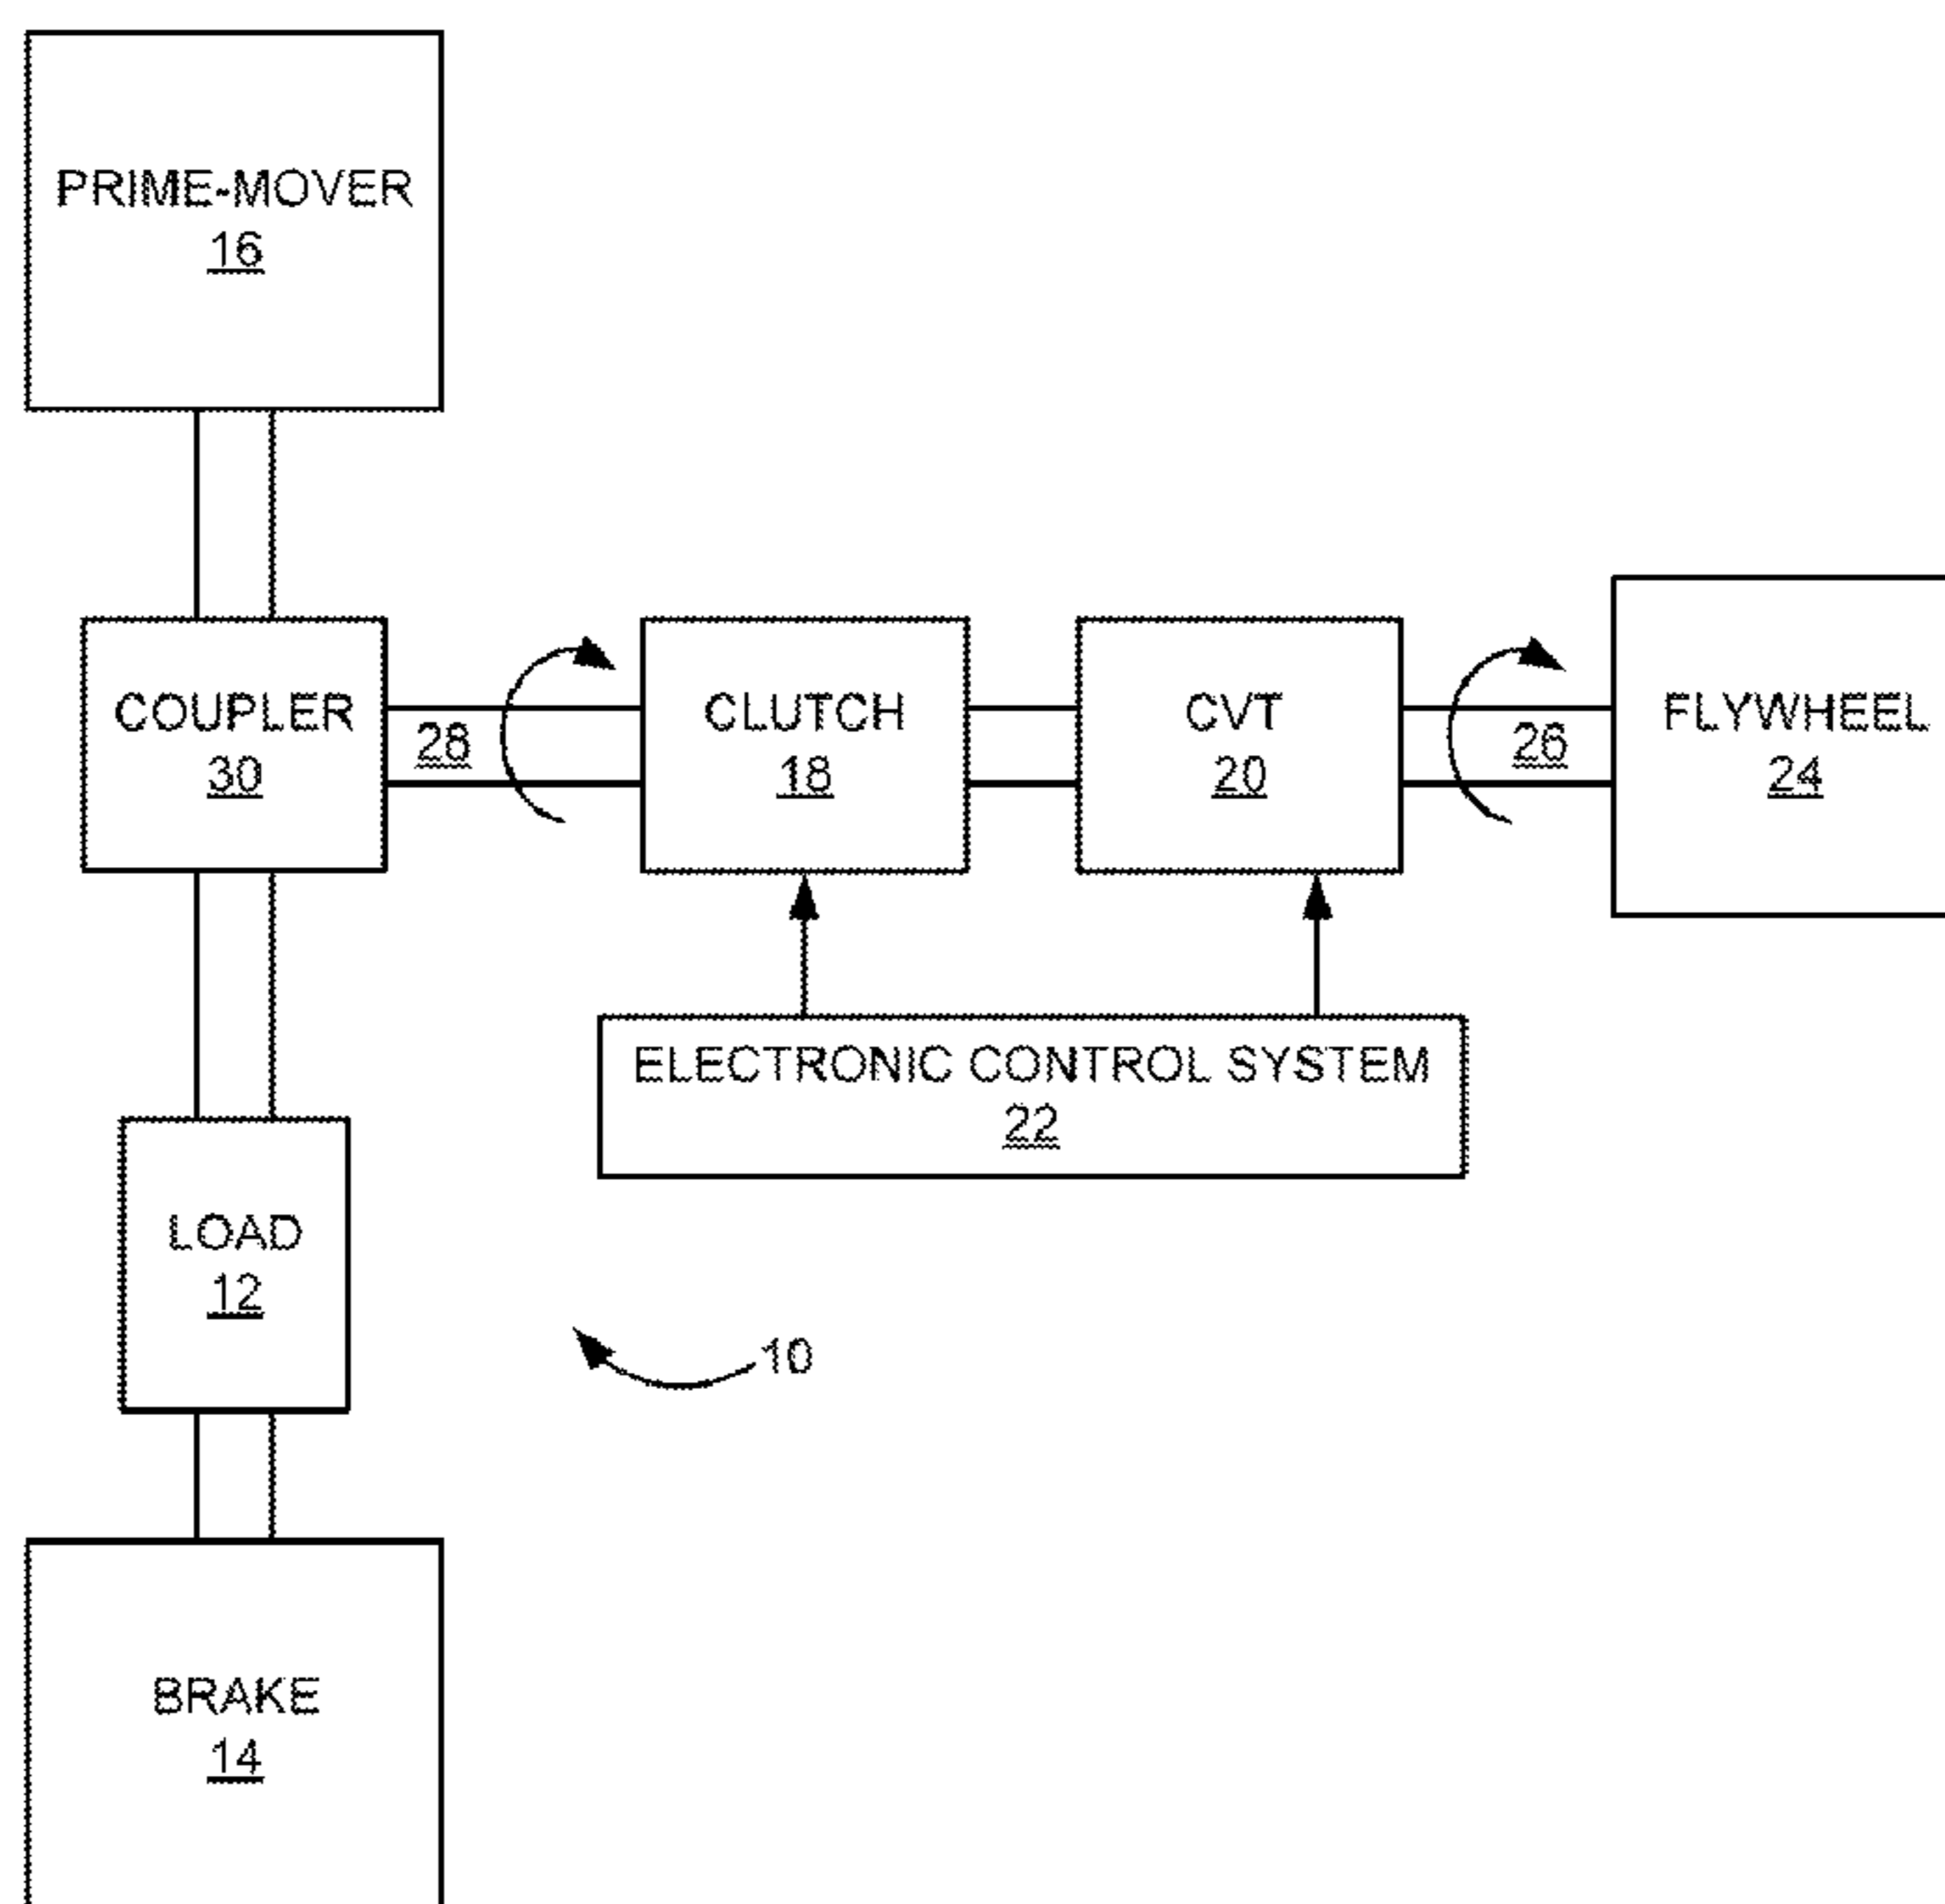 PRIME-MOVER
16
COUPLER
30
28
CLUTCH
18
CVT
20
26
FLYWHEEL
24
ELECTRONIC CONTROL SYSTEM
22
LOAD
12
10
BRAKE
14